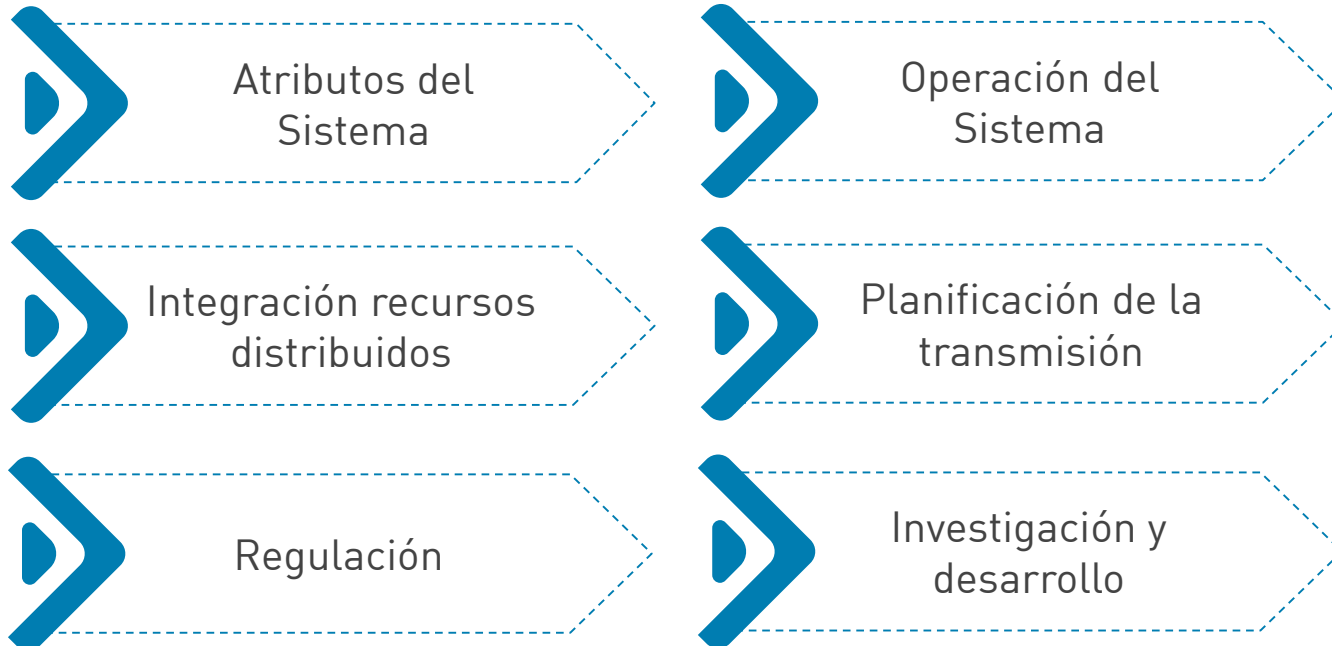 Atributos del
Sistema
Operación del
Sistema
Integración recursos
distribuidos
Planificación de la
transmisión
Regulación
Investigación y
desarrollo